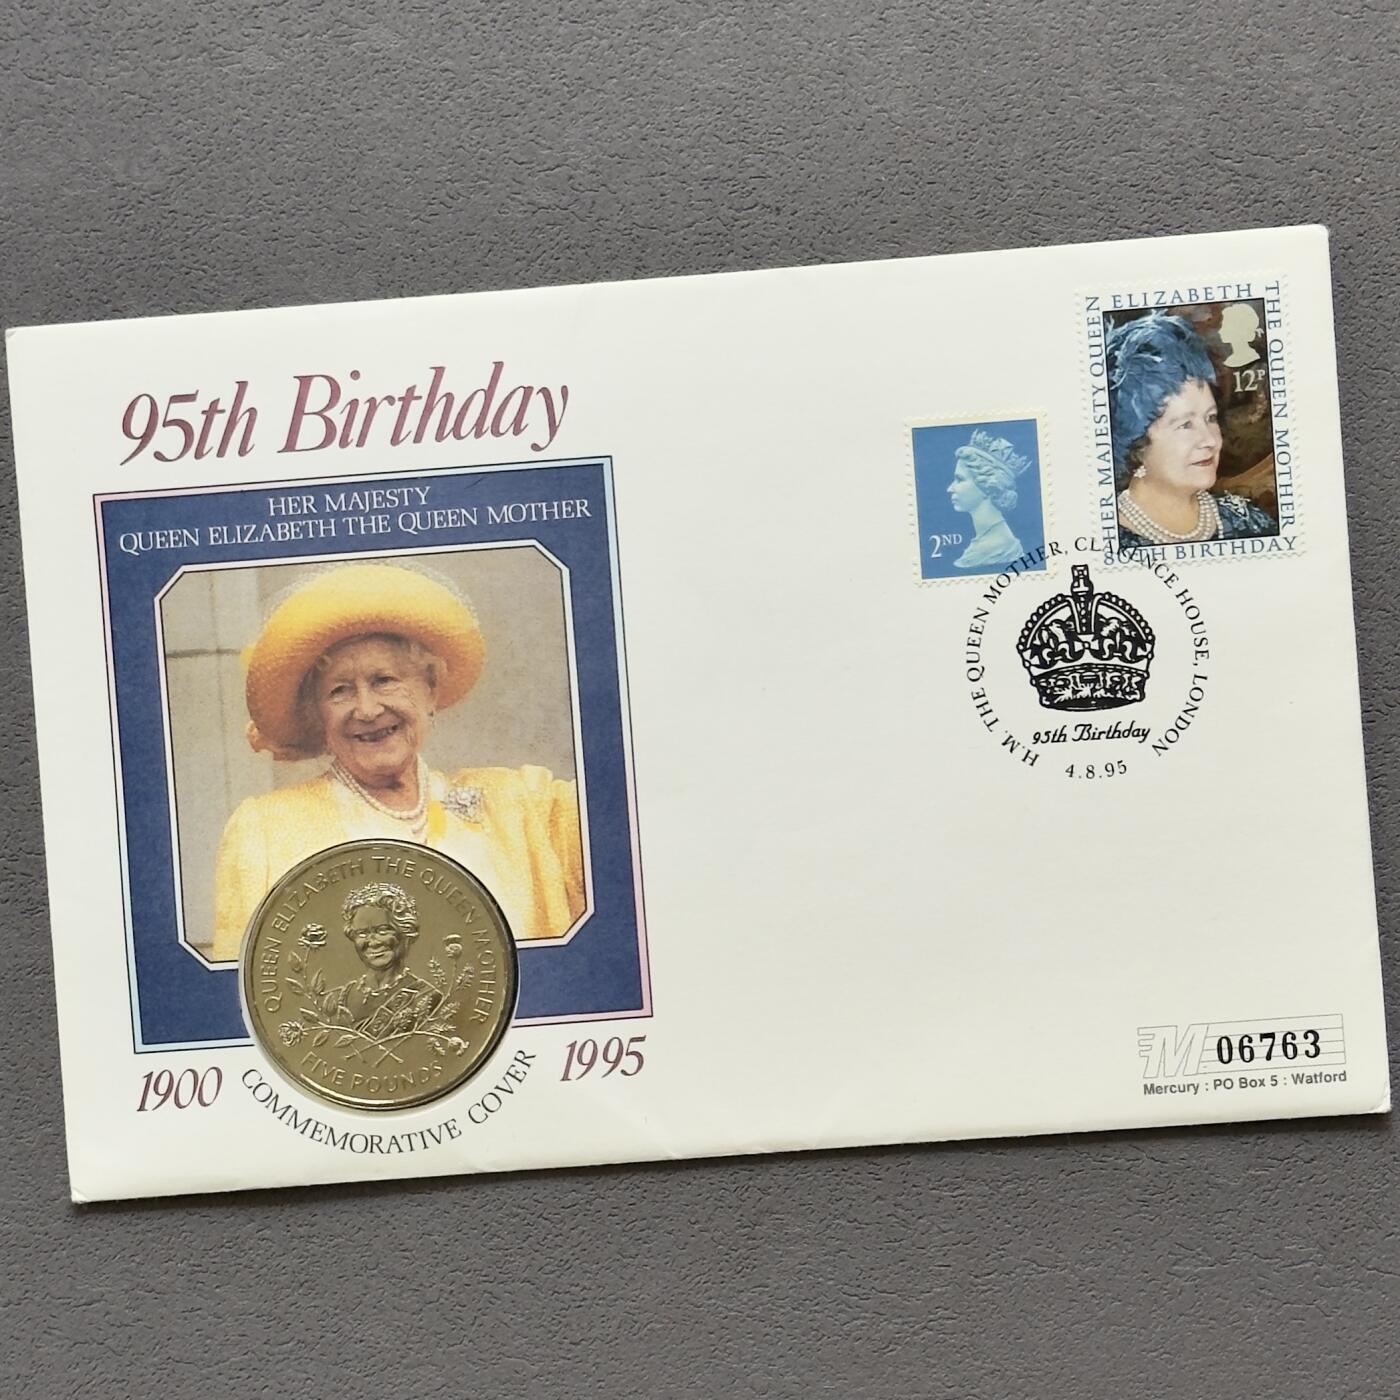 95th Birthday
HER MAJESTY
QUEEN ELIZABETH THE QUEEN MOTHER
QUEEN ELIZABETH THE QUEEN MOTHER
FIVE POUNDS
1900
1995
COMMEMORATIVE COVER
2ND
HER MAJESTY QUEEN ELIZABETH THE QUEEN MOTHER
12P
80TH BIRTHDAY
H.M. THE QUEEN MOTHER, CLARENCE HOUSE, LONDON
95th Birthday
4.8.95
M 06763
Mercury : PO Box 5 : Watford